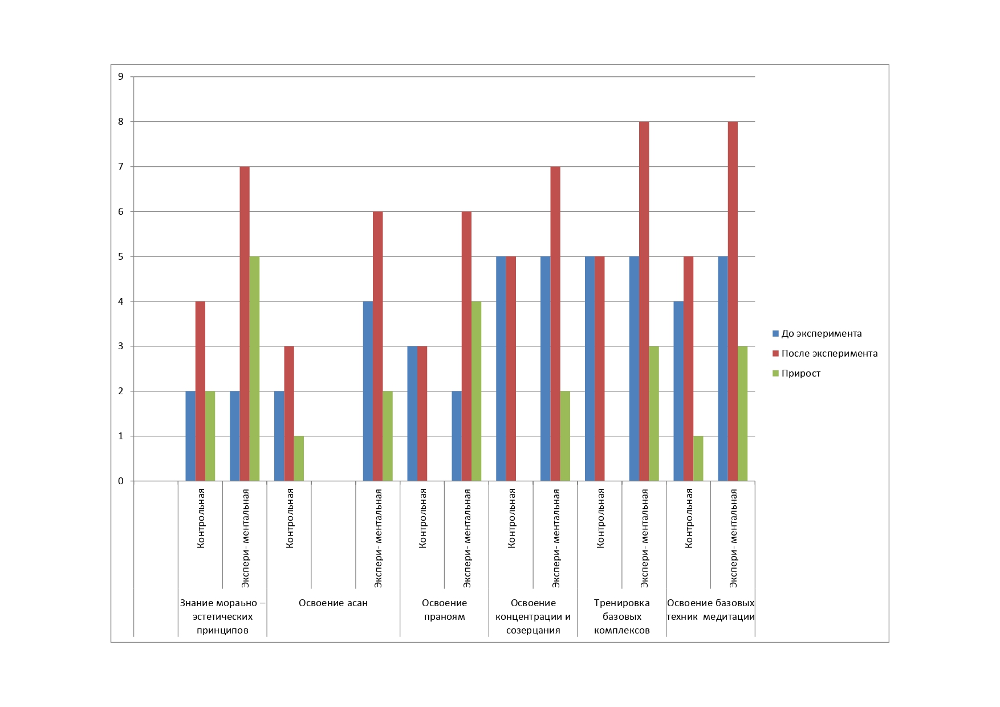 9
8
7
6
5
4
3
2
1
0
До эксперимента
После эксперимента
Прирост
Контрольная
Экспери- ментальная
Контрольная
Экспери- ментальная
Контрольная
Экспери- ментальная
Контрольная
Экспери- ментальная
Контрольная
Экспери- ментальная
Контрольная
Экспери- ментальная
Знание мораьно –
эстетических
принципов
Освоение асан
Освоение
праноям
Освоение
концентрации и
созерцания
Тренировка
базовых
комплексов
Освоение базовых
техник  медитации